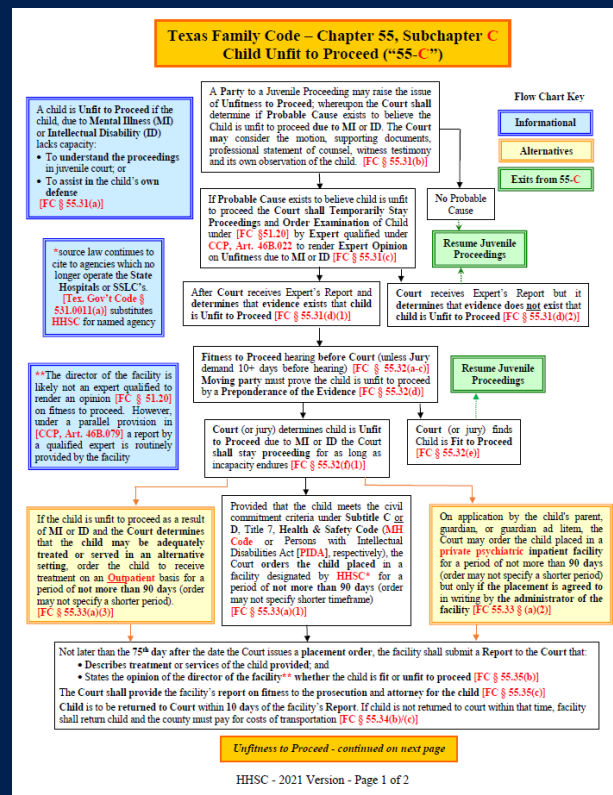 Texas Family Code – Chapter 55, Subchapter C
Child Unfit to Proceed ("55-C")
A child is Unfit to Proceed if the
child, due to Mental Illness (MI)
or Intellectual Disability (ID)
lacks capacity:
• To understand the proceedings
in juvenile court; or
• To assist in the child's own
defense
[FC § 55.31(a)]
A Party to a Juvenile Proceeding may raise the issue
of Unfitness to Proceed; whereupon the Court shall
determine if Probable Cause exists to believe the
Child is unfit to proceed due to MI or ID. The Court
may consider the motion, supporting documents,
professional statement of counsel, witness testimony
and its own observation of the child. [FC § 55.31(b)]
Flow Chart Key
Informational
Alternatives
Exits from 55-C
If Probable Cause exists to believe child is unfit
to proceed the Court shall Temporarily Stay
Proceedings and Order Examination of Child
under [FC §51.20] by Expert qualified under
CCP, Art. 46B.022 to render Expert Opinion
on Unfitness due to MI or ID [FC § 55.31(c)]
No Probable
Cause
Resume Juvenile
Proceedings
*source law continues to
cite to agencies which no
longer operate the State
Hospitals or SSLC's.
[Tex. Gov't Code §
531.0011(a)] substitutes
HHSC for named agency
After Court receives Expert's Report and
determines that evidence exists that child
is Unfit to Proceed [FC § 55.31(d)(1)]
Court receives Expert's Report but it
determines that evidence does not exist that
child is Unfit to Proceed [FC § 55.31(d)(2)]
**The director of the facility is
likely not an expert qualified to
render an opinion [FC § 51.20]
on fitness to proceed. However,
under a parallel provision in
[CCP, Art. 46B.079] a report by
a qualified expert is routinely
provided by the facility
Fitness to Proceed hearing before Court (unless Jury
demand 10+ days before hearing) [FC § 55.32(a-c)]
Moving party must prove the child is unfit to proceed
by a Preponderance of the Evidence [FC § 55.32(d)]
Resume Juvenile
Proceedings
Court (or jury) determines child is Unfit to
Proceed due to MI or ID the Court
shall stay proceeding for as long as
incapacity endures [FC § 55.32(f)(1)]
Court (or jury) finds
Child is Fit to Proceed
[FC § 55.32(e)]
If the child is unfit to proceed as a result
of MI or ID and the Court determines
that the child may be adequately
treated or served in an alternative
setting, order the child to receive
treatment on an Outpatient basis for a
period of not more than 90 days (order
may not specify a shorter period).
[FC § 55.33(a)(3)]
Provided that the child meets the civil
commitment criteria under Subtitle C or
D, Title 7, Health & Safety Code (MH
Code or Persons with Intellectual
Disabilities Act [PIDA], respectively), the
Court orders the child placed in a
facility designated by HHSC* for a
period of not more than 90 days (order
may not specify shorter timeframe)
[FC § 55.33(a)(1)]
On application by the child's parent,
guardian, or guardian ad litem, the
Court may order the child placed in a
private psychiatric inpatient facility
for a period of not more than 90 days
(order may not specify a shorter period)
but only if the placement is agreed to
in writing by the administrator of the
facility [FC 55.33 § (a)(2)]
Not later than the 75th day after the date the Court issues a placement order, the facility shall submit a Report to the Court that:
• Describes treatment or services of the child provided; and
• States the opinion of the director of the facility** whether the child is fit or unfit to proceed [FC § 55.35(b)]
The Court shall provide the facility's report on fitness to the prosecution and attorney for the child [FC § 55.35(c)]
Child is to be returned to Court within 10 days of the facility's Report. If child is not returned to court within that time, facility
shall return child and the county must pay for costs of transportation [FC § 55.34(b)/(c)]
Unfitness to Proceed - continued on next page
HHSC - 2021 Version - Page 1 of 2